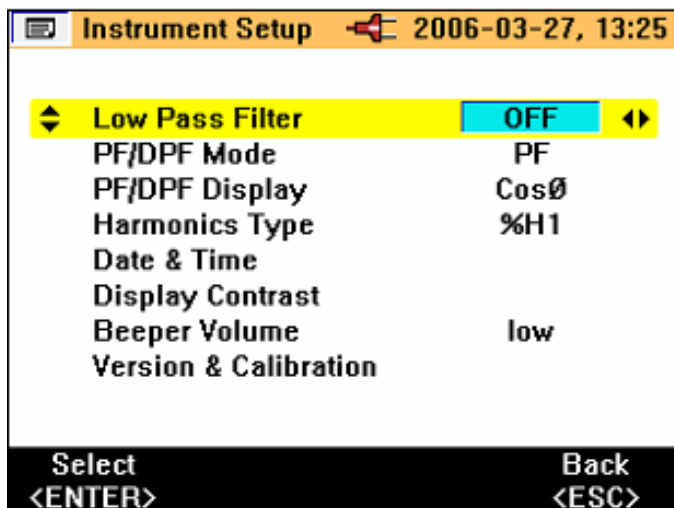 Instrument Setup 2006-03-27, 13:25
Low Pass Filter OFF
PF/DPF Mode PF
PF/DPF Display CosØ
Harmonics Type %H1
Date & Time
Display Contrast
Beeper Volume low
Version & Calibration
Select Back
<ENTER> <ESC>